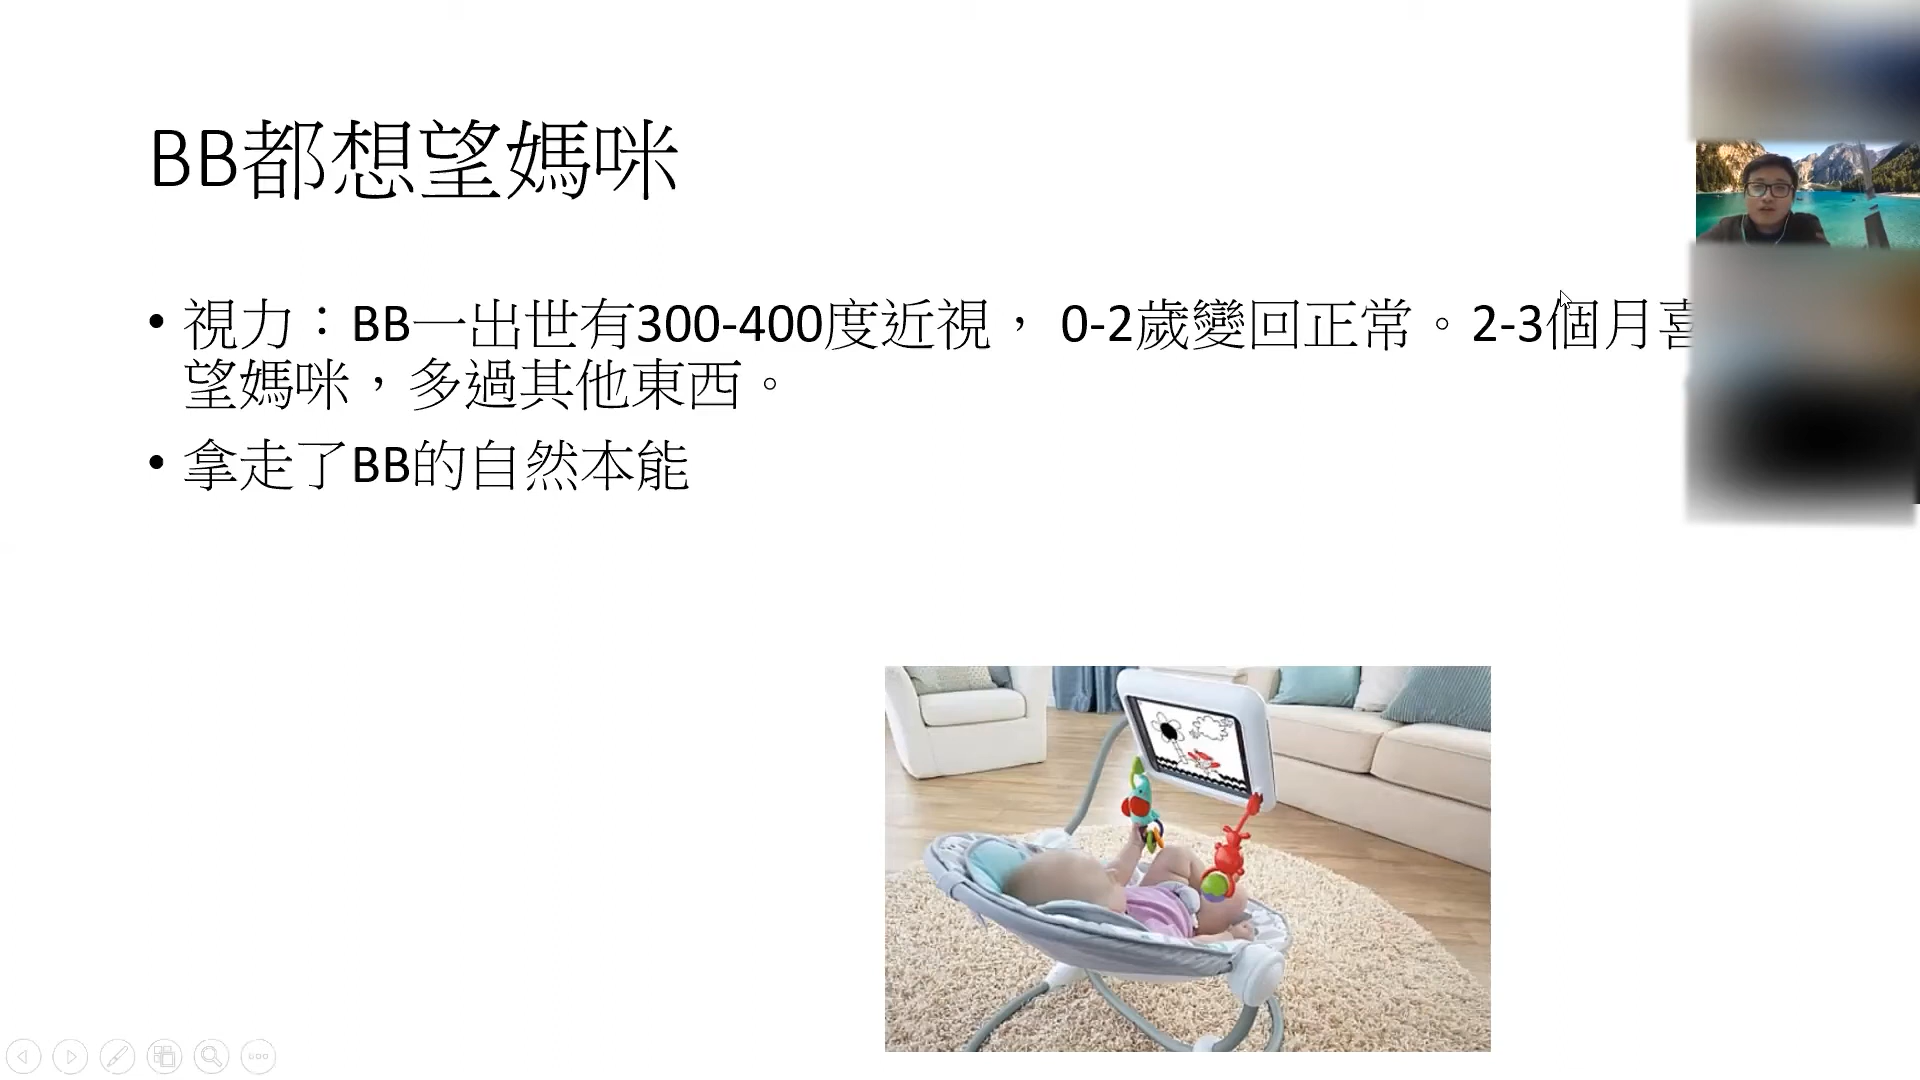 BB都想望媽咪
• 視力：BB一出世有300-400度近視， 0-2歲變回正常。2-3個月喜
望媽咪，多過其他東西。
• 拿走了BB的自然本能